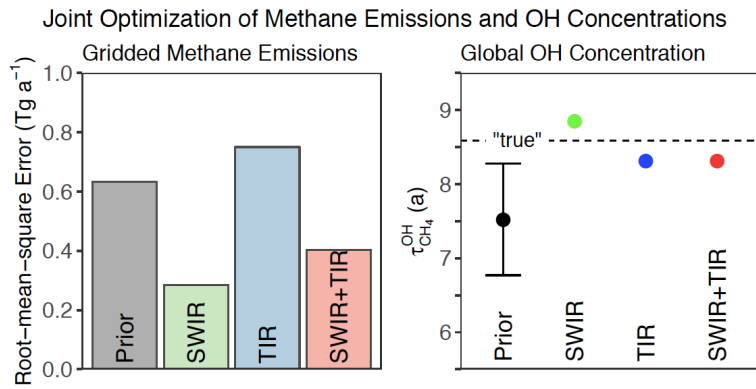 Joint Optimization of Methane Emissions and OH Concentrations
Gridded Methane Emissions
Root−mean−square Error (Tg a⁻¹)
1.0
0.8
0.6
0.4
0.2
0.0
Prior
SWIR
TIR
SWIR+TIR
Global OH Concentration
τ^OH_CH₄ (a)
9
8
7
6
"true"
Prior
SWIR
TIR
SWIR+TIR